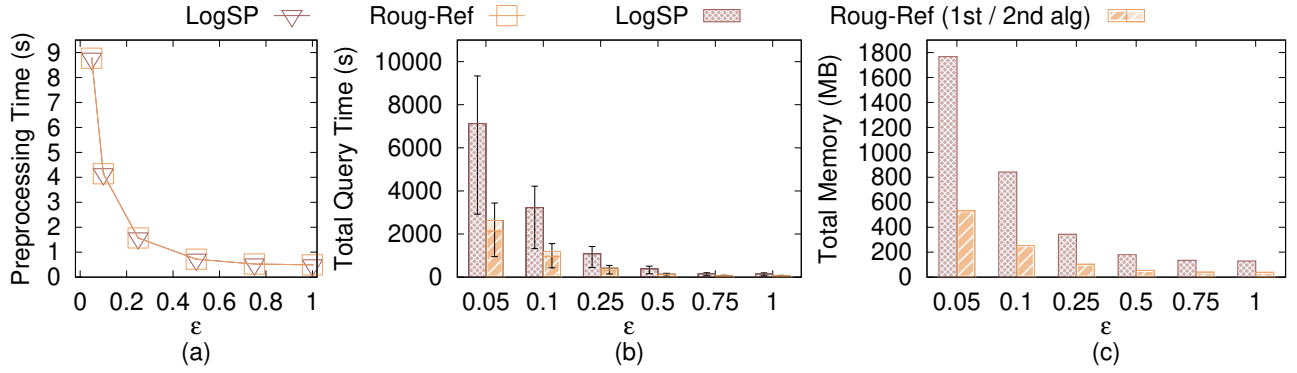 LogSP Roug-Ref LogSP Roug-Ref (1st / 2nd alg)
Preprocessing Time (s)
9
8
7
6
5
4
3
2
1
0
0 0.2 0.4 0.6 0.8 1
ε
(a)
Total Query Time (s)
10000
8000
6000
4000
2000
0
0.05 0.1 0.25 0.5 0.75 1
ε
(b)
Total Memory (MB)
1800
1600
1400
1200
1000
800
600
400
200
0
0.05 0.1 0.25 0.5 0.75 1
ε
(c)